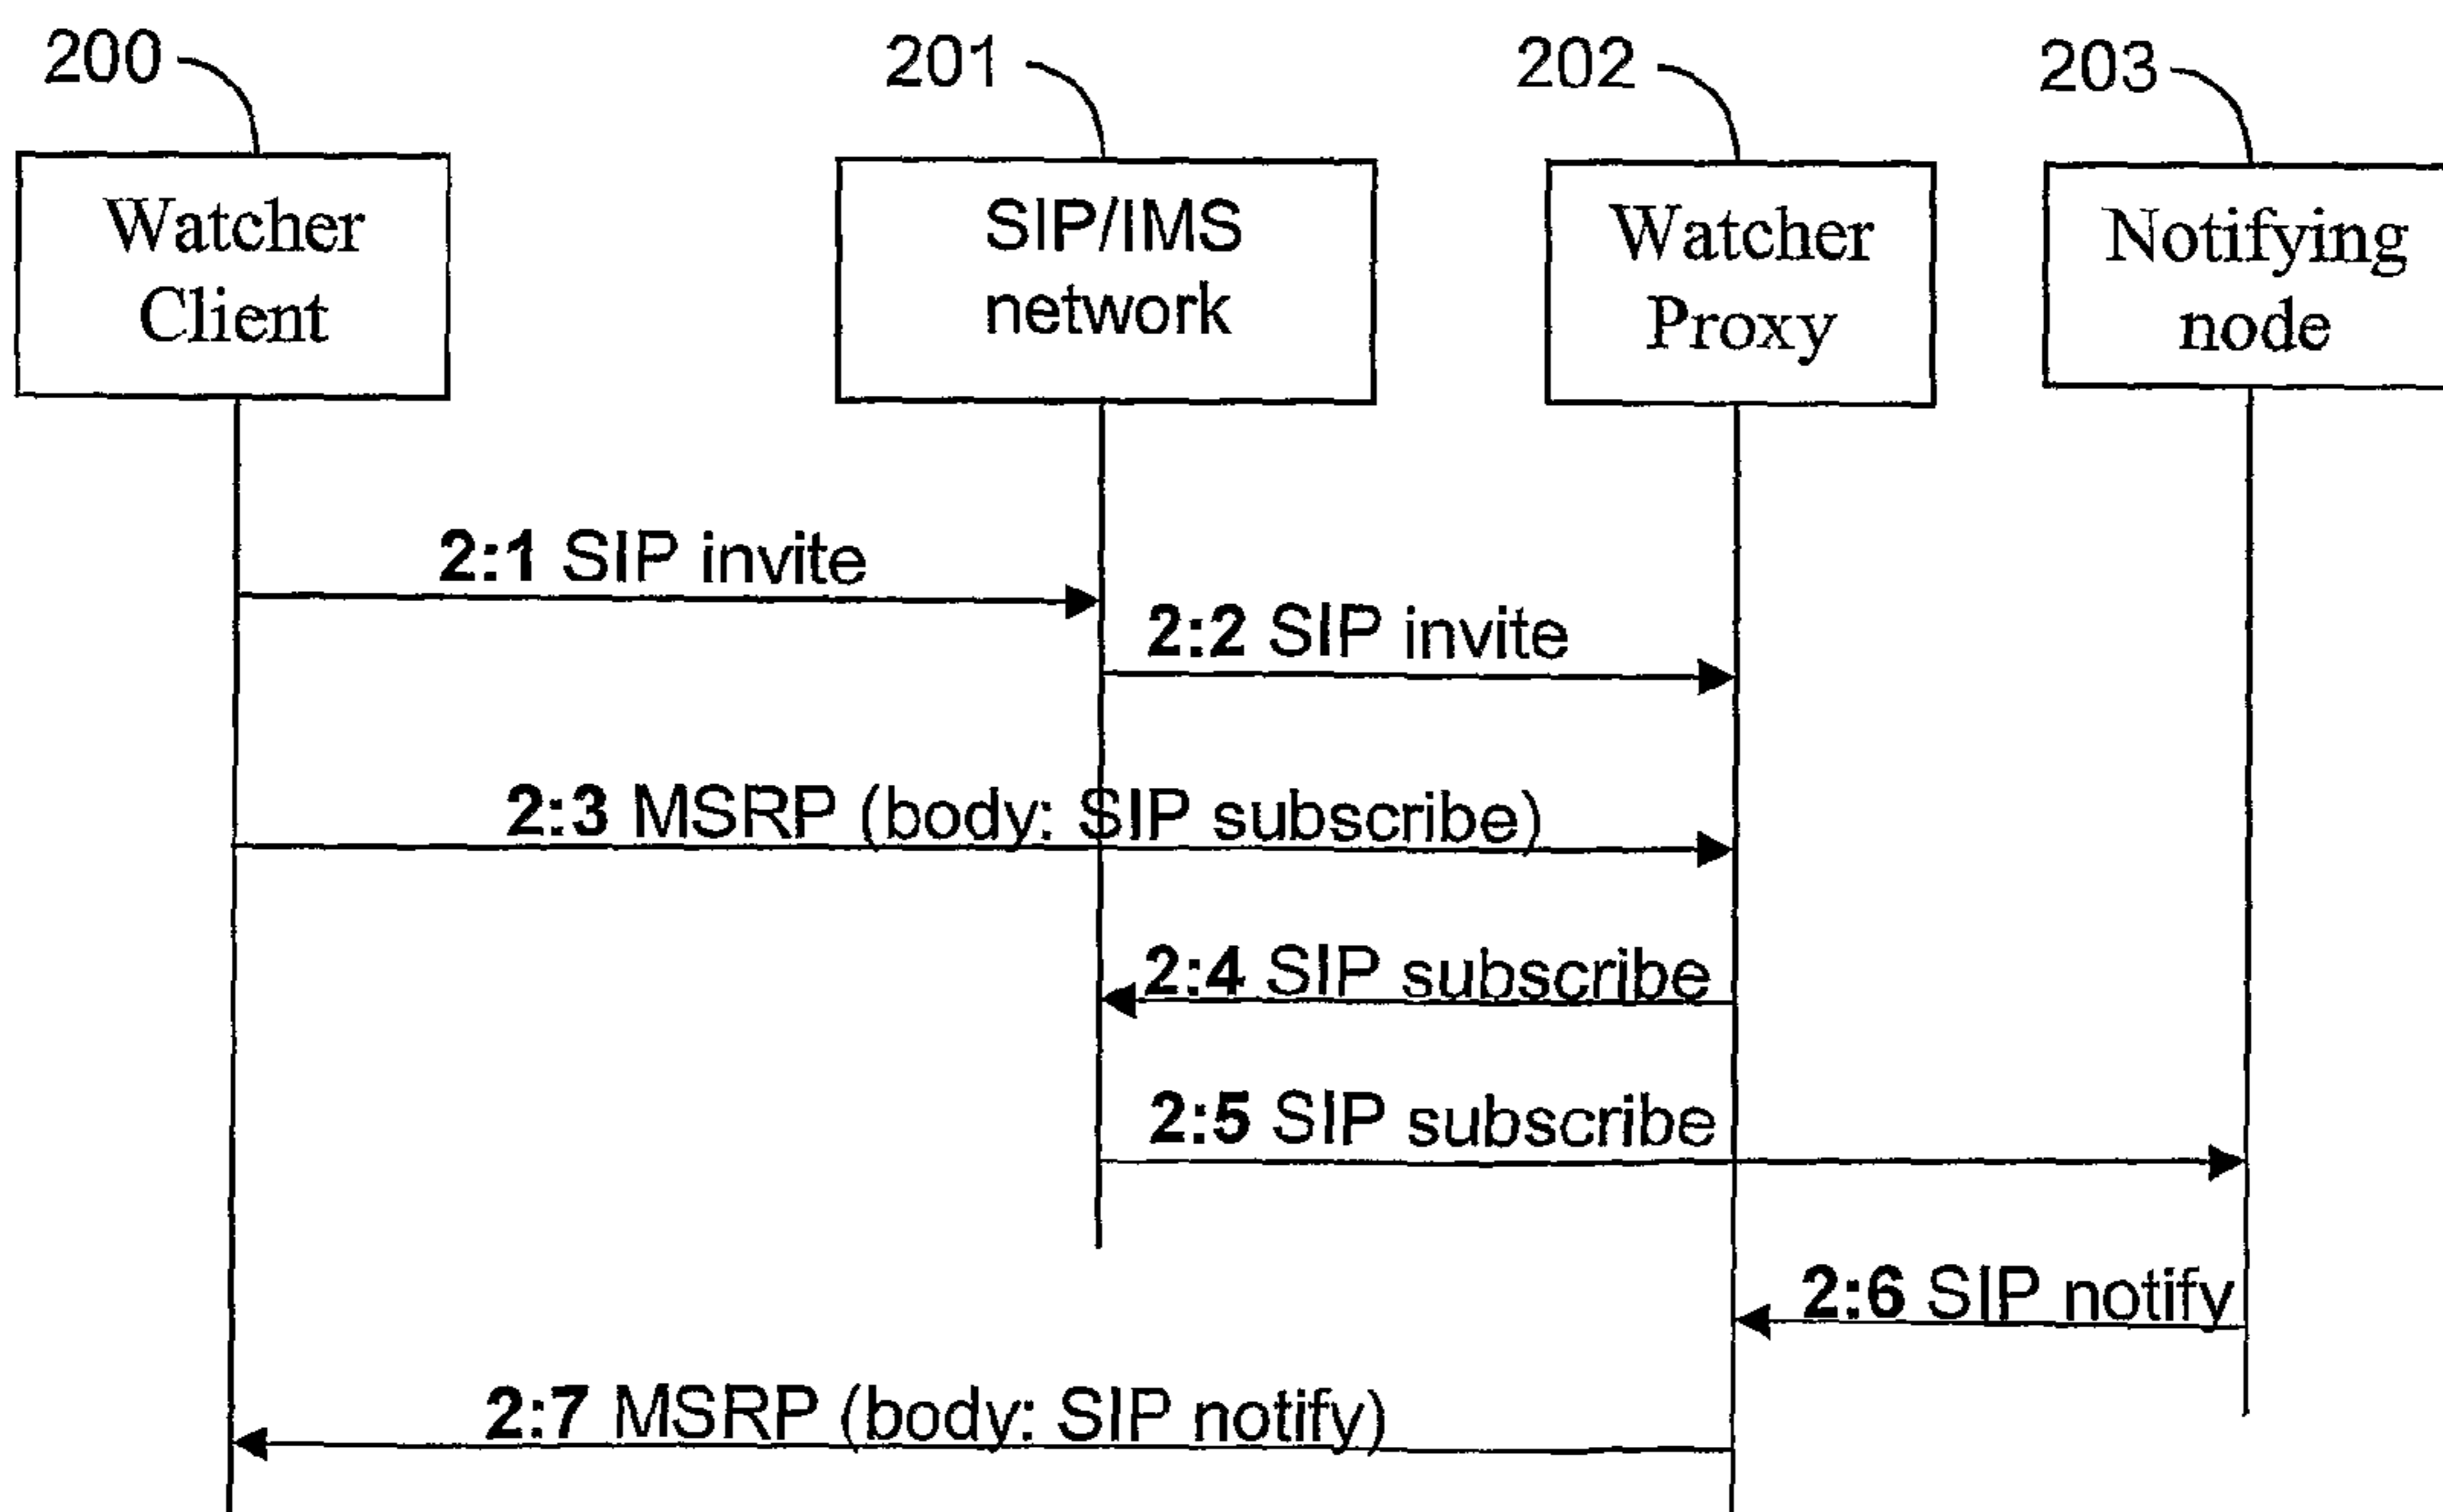 200
201
202
203
Watcher
Client
SIP/IMS
network
Watcher
Proxy
Notifying
node
2:1 SIP invite
2:2 SIP invite
2:3 MSRP (body: SIP subscribe)
2:4 SIP subscribe
2:5 SIP subscribe
2:6 SIP notify
2:7 MSRP (body: SIP notify)